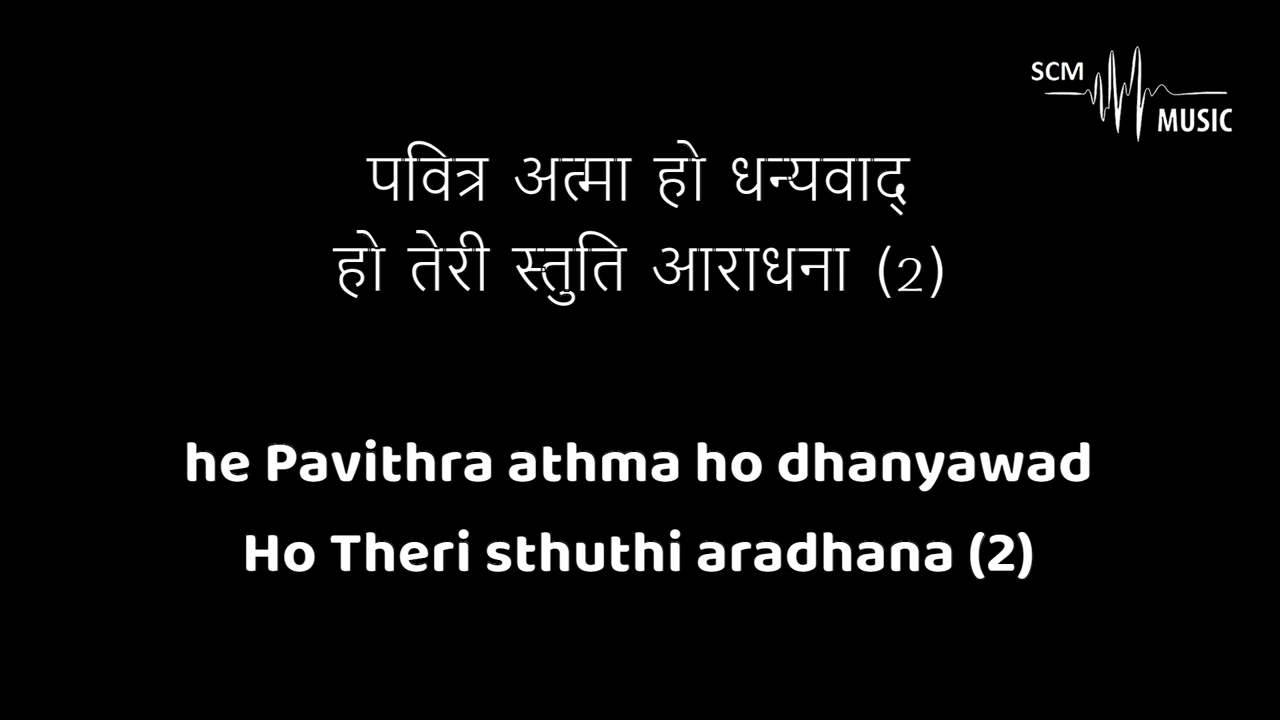 SCM
MUSIC
पवित्र अत्मा हो धन्यवाद्
हो तेरी स्तुति आराधना (2)
he Pavithra athma ho dhanyawad
Ho Theri sthuthi aradhana (2)